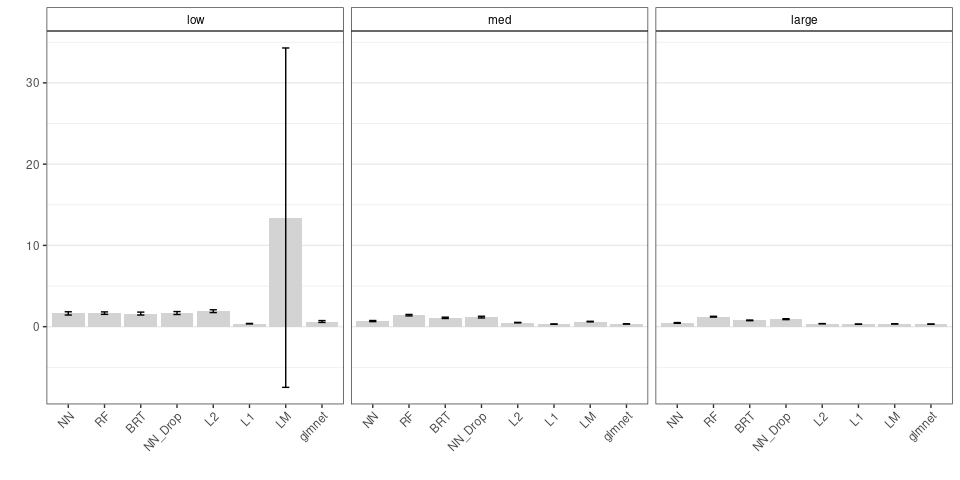 low med large
30
20
10
0
NN RF BRT NN_Drop L2 L1 LM glmnet NN RF BRT NN_Drop L2 L1 LM glmnet NN RF BRT NN_Drop L2 L1 LM glmnet